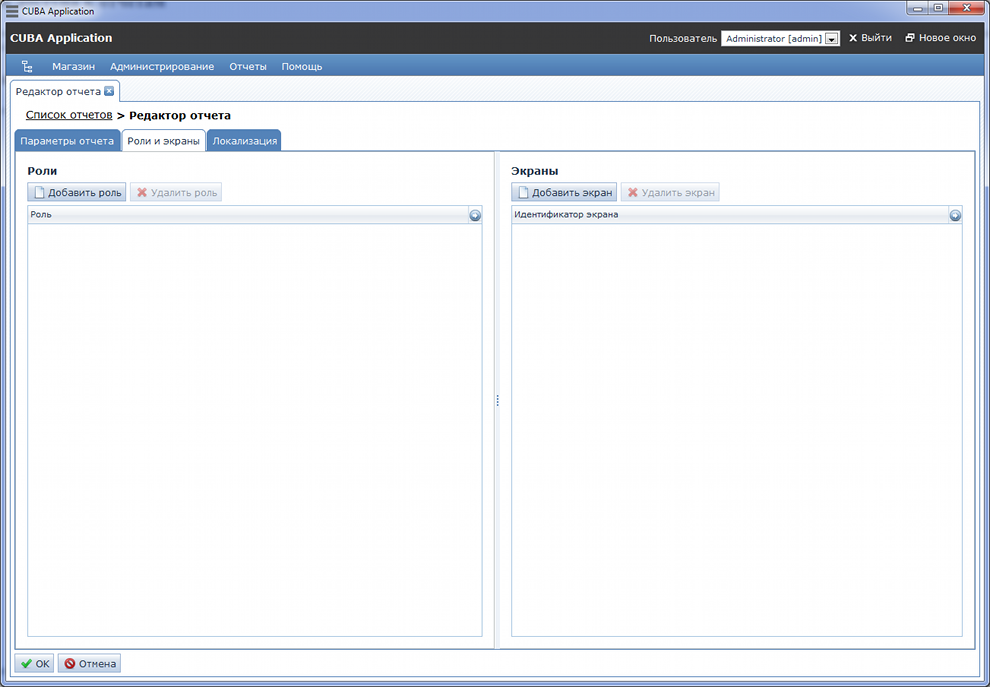 CUBA Application
CUBA Application
Пользователь Administrator [admin] Выйти Новое окно
Магазин Администрирование Отчеты Помощь
Редактор отчета
Список отчетов > Редактор отчета
Параметры отчета Роли и экраны Локализация
Роли
Добавить роль Удалить роль
Роль
Экраны
Добавить экран Удалить экран
Идентификатор экрана
OK Отмена